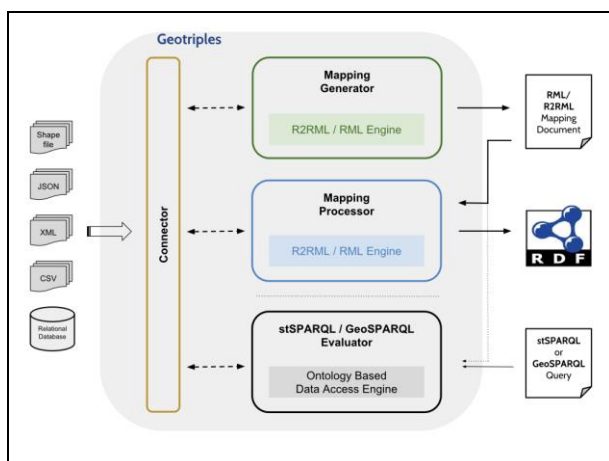 Geotriples
Shape
file
JSON
XML
CSV
Relational
Database
Connector
Mapping
Generator
R2RML / RML Engine
Mapping
Processor
R2RML / RML Engine
stSPARQL / GeoSPARQL
Evaluator
Ontology Based
Data Access Engine
RML/
R2RML
Mapping
Document
RDF
stSPARQL
or
GeoSPARQL
Query